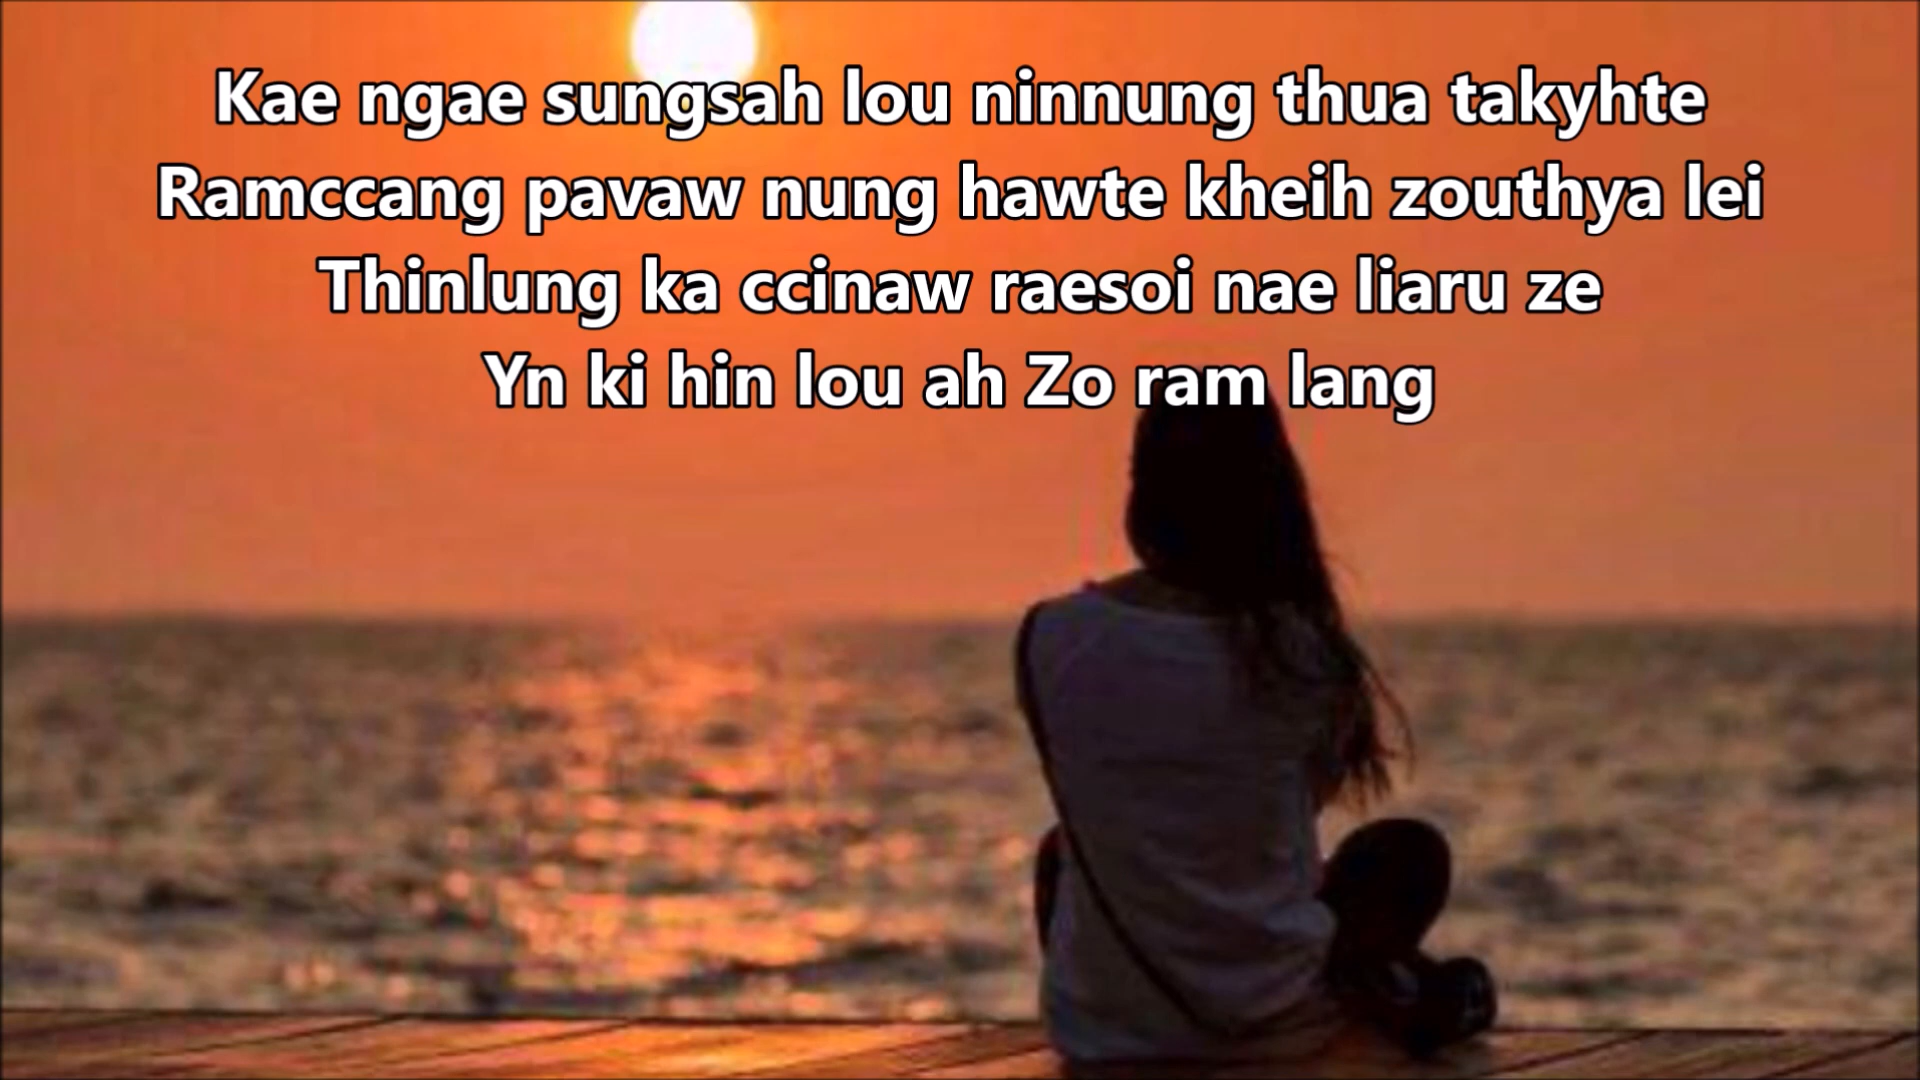 Kae ngae sungsah lou ninnung thua takyhte
Ramccang pavaw nung hawte kheih zouthya lei
Thinlung ka ccinaw raesoi nae liaru ze
Yn ki hin lou ah Zo ram lang